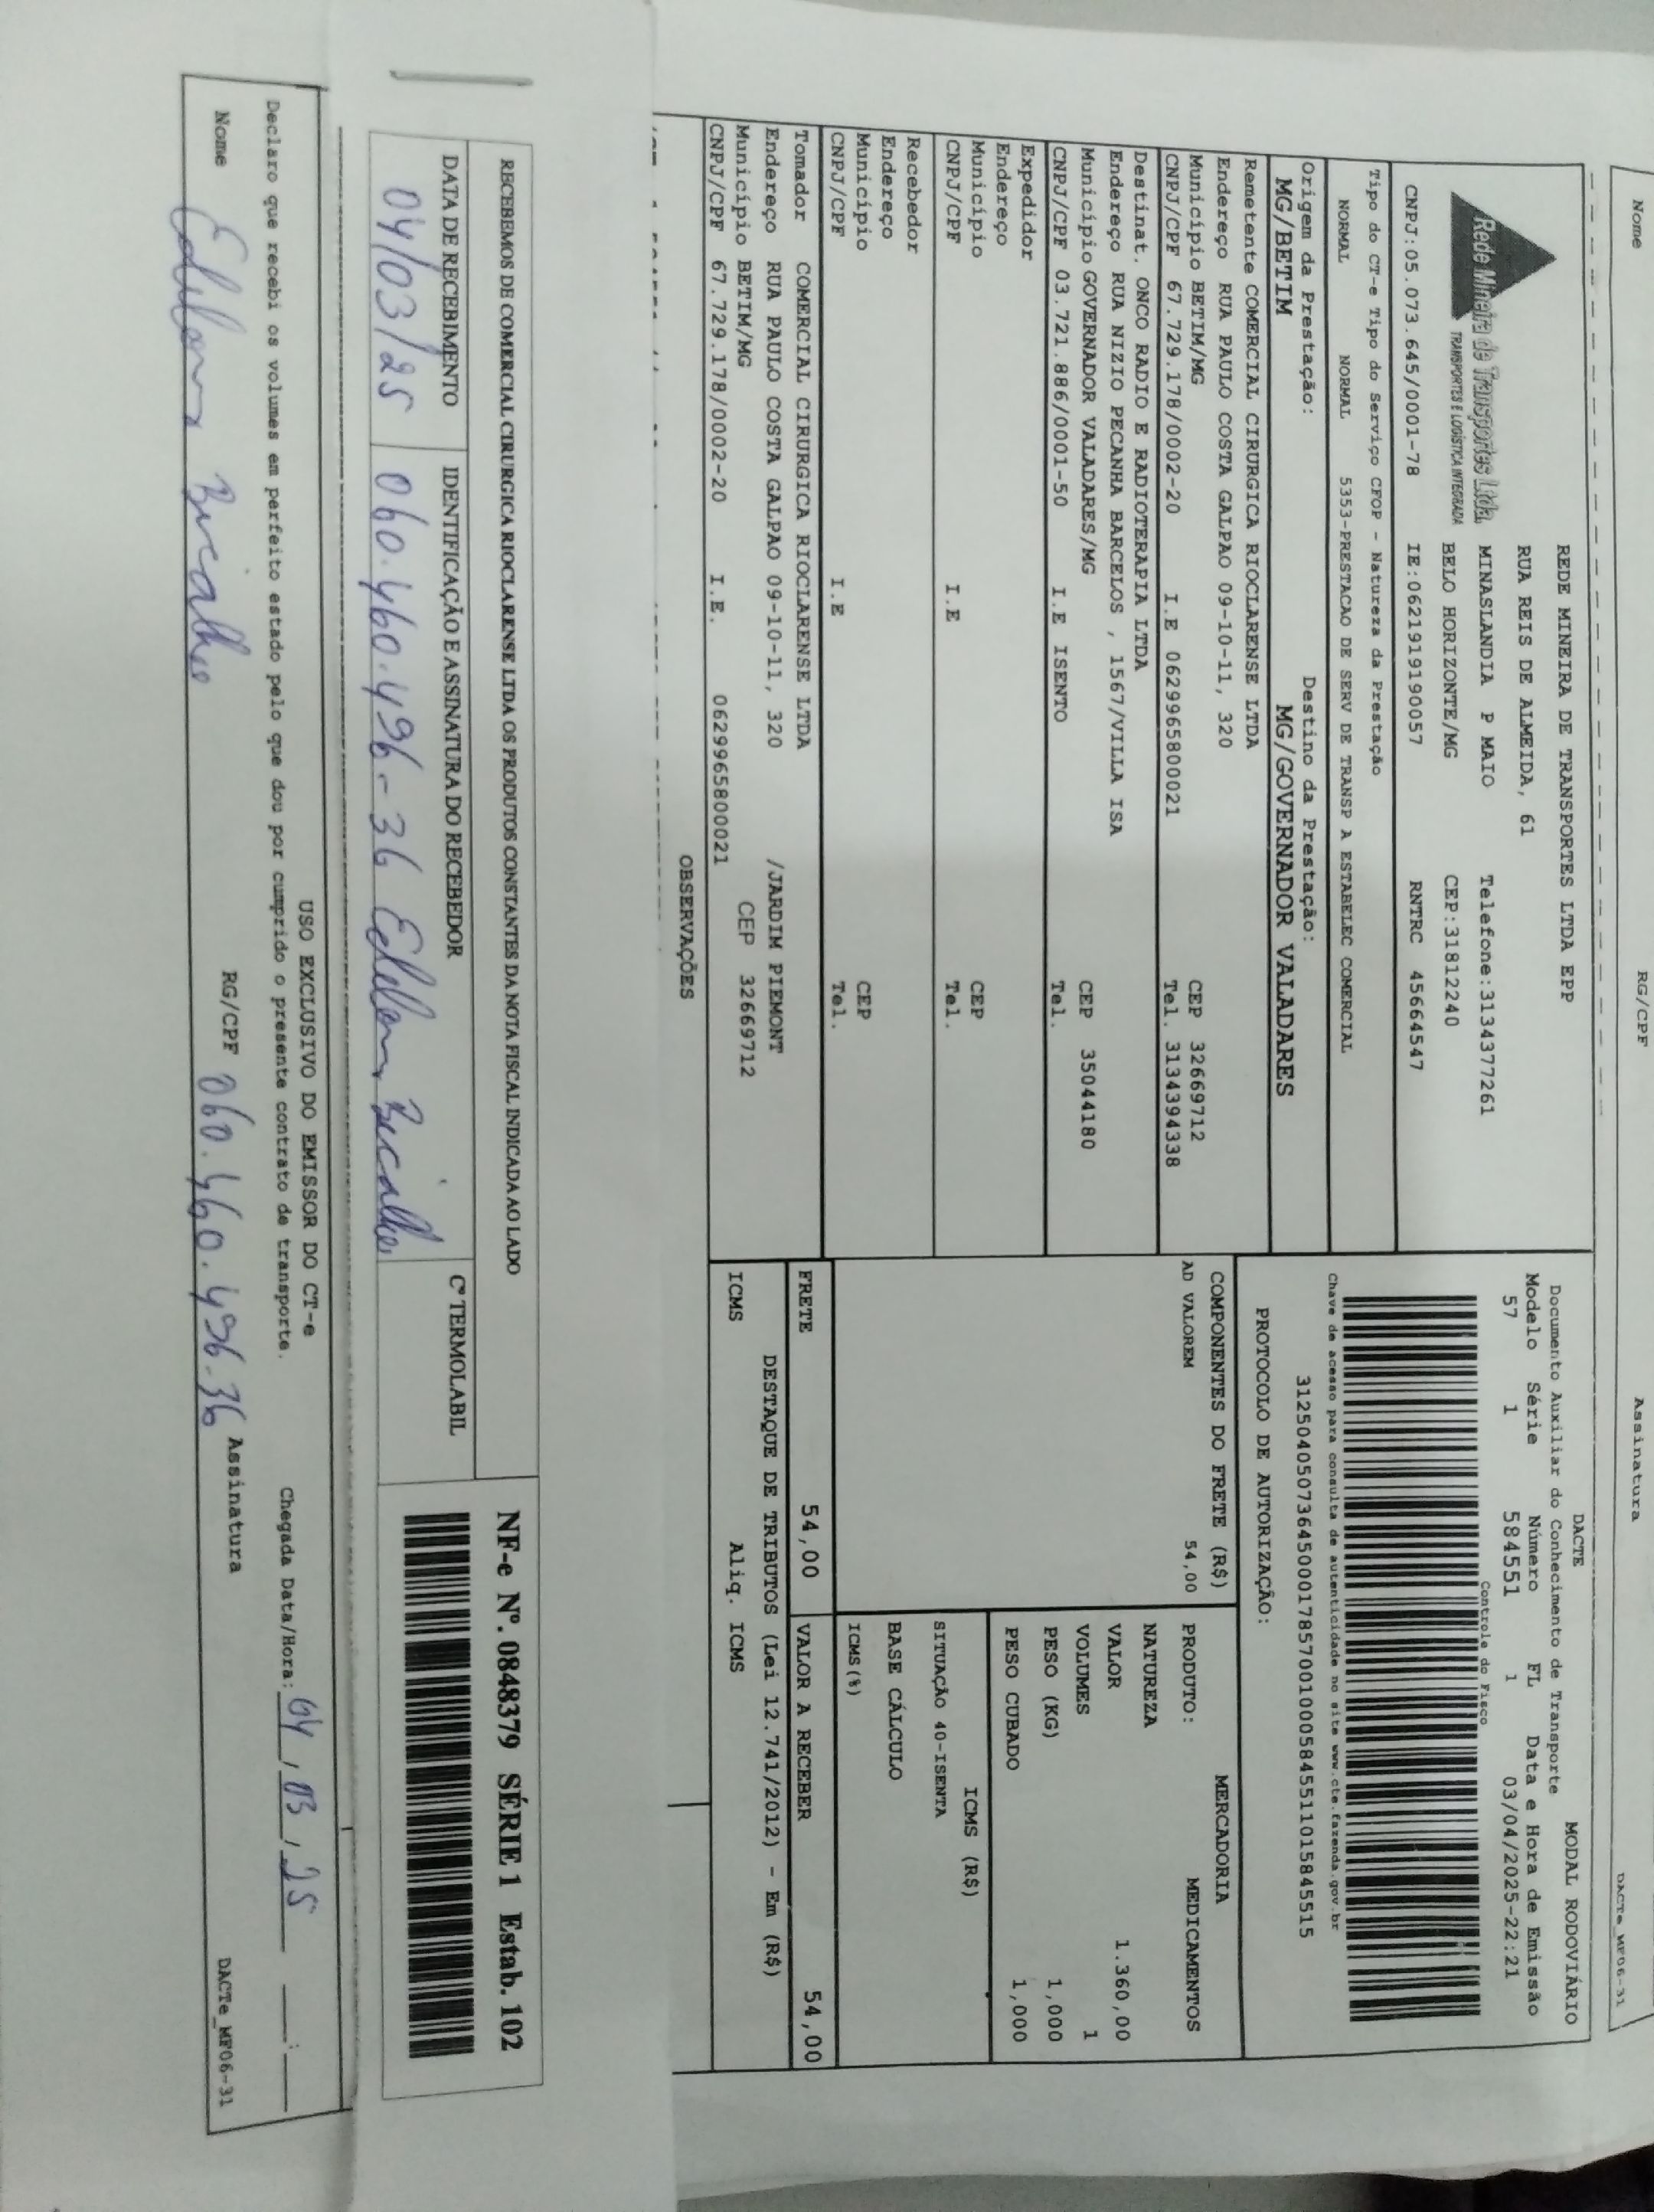 Nome RG/CPF Assinatura DACTe_MF06-31
Rede Mineira de Transportes Ltda.
TRANSPORTES E LOGÍSTICA INTEGRADA
REDE MINEIRA DE TRANSPORTES LTDA EPP
RUA REIS DE ALMEIDA, 61
MINASLANDIA P MAIO Telefone:3134377261
BELO HORIZONTE/MG CEP:31812240
CNPJ:05.073.645/0001-78 IE:0621919190057 RNTRC 45664547
Tipo do CT-e Tipo do Serviço CFOP - Natureza da Prestação
NORMAL NORMAL 5353-PRESTACAO DE SERV DE TRANSP A ESTABELEC COMERCIAL
Origem da Prestação: Destino da Prestação:
MG/BETIM MG/GOVERNADOR VALADARES
DACTE MODAL RODOVIÁRIO
Documento Auxiliar do Conhecimento de Transporte
Modelo Série Número FL Data e Hora de Emissão
57 1 584551 1 03/04/2025-22:21
Controle do Fisco
Chave de acesso para consulta de autenticidade no site www.cte.fazenda.gov.br
31250405073645000178570010005845511015845515
PROTOCOLO DE AUTORIZAÇÃO:
Remetente COMERCIAL CIRURGICA RIOCLARENSE LTDA
Endereço RUA PAULO COSTA GALPAO 09-10-11, 320
Município BETIM/MG CEP 32669712
CNPJ/CPF 67.729.178/0002-20 I.E 0629965800021 Tel. 3134394338
Destinat. ONCO RADIO E RADIOTERAPIA LTDA
Endereço RUA NIZIO PECANHA BARCELOS , 1567/VILLA ISA
Município GOVERNADOR VALADARES/MG CEP 35044180
CNPJ/CPF 03.721.886/0001-50 I.E ISENTO Tel.
Expedidor
Endereço
Município CEP
CNPJ/CPF I.E Tel.
Recebedor
Endereço
Município CEP
CNPJ/CPF I.E Tel.
Tomador COMERCIAL CIRURGICA RIOCLARENSE LTDA
Endereço RUA PAULO COSTA GALPAO 09-10-11, 320 /JARDIM PIEMONT
Município BETIM/MG CEP 32669712
CNPJ/CPF 67.729.178/0002-20 I.E. 0629965800021
OBSERVAÇÕES
COMPONENTES DO FRETE (R$)
AD VALOREM 54,00
MERCADORIA
PRODUTO: MEDICAMENTOS
NATUREZA
VALOR 1.360,00
VOLUMES 1
PESO (KG) 1,000
PESO CUBADO 1,000
ICMS (R$)
SITUAÇÃO 40-ISENTA
BASE CÁLCULO
ICMS(%)
FRETE 54,00 VALOR A RECEBER 54,00
DESTAQUE DE TRIBUTOS (Lei 12.741/2012) - Em (R$)
ICMS Aliq. ICMS
RECEBEMOS DE COMERCIAL CIRURGICA RIOCLARENSE LTDA OS PRODUTOS CONSTANTES DA NOTA FISCAL INDICADA AO LADO
DATA DE RECEBIMENTO IDENTIFICAÇÃO E ASSINATURA DO RECEBEDOR Cº TERMOLABIL
04/03/25 060.460.496-36
NF-e Nº. 0848379 SÉRIE 1 Estab. 102
USO EXCLUSIVO DO EMISSOR DO CT-e
Declaro que recebi os volumes em perfeito estado pelo que dou por cumprido o presente contrato de transporte. Chegada Data/Hora: 04/03/25 __:__
Nome RG/CPF 060.460.496.36 Assinatura DACTe_MF06-31